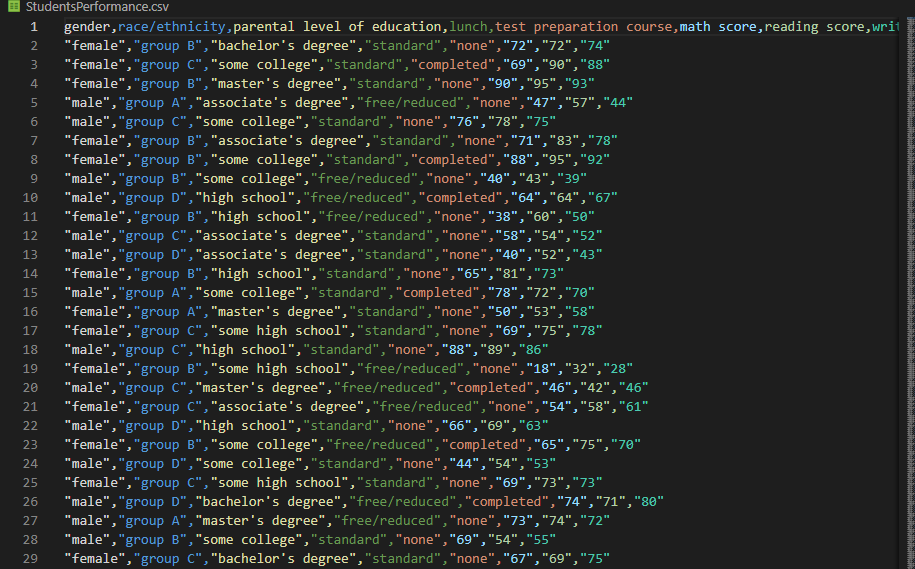 StudentsPerformance.csv
1 gender,race/ethnicity,parental level of education,lunch,test preparation course,math score,reading score,writ
2 "female","group B","bachelor's degree","standard","none","72","72","74"
3 "female","group C","some college","standard","completed","69","90","88"
4 "female","group B","master's degree","standard","none","90","95","93"
5 "male","group A","associate's degree","free/reduced","none","47","57","44"
6 "male","group C","some college","standard","none","76","78","75"
7 "female","group B","associate's degree","standard","none","71","83","78"
8 "female","group B","some college","standard","completed","88","95","92"
9 "male","group B","some college","free/reduced","none","40","43","39"
10 "male","group D","high school","free/reduced","completed","64","64","67"
11 "female","group B","high school","free/reduced","none","38","60","50"
12 "male","group C","associate's degree","standard","none","58","54","52"
13 "male","group D","associate's degree","standard","none","40","52","43"
14 "female","group B","high school","standard","none","65","81","73"
15 "male","group A","some college","standard","completed","78","72","70"
16 "female","group A","master's degree","standard","none","50","53","58"
17 "female","group C","some high school","standard","none","69","75","78"
18 "male","group C","high school","standard","none","88","89","86"
19 "female","group B","some high school","free/reduced","none","18","32","28"
20 "male","group C","master's degree","free/reduced","completed","46","42","46"
21 "female","group C","associate's degree","free/reduced","none","54","58","61"
22 "male","group D","high school","standard","none","66","69","63"
23 "female","group B","some college","free/reduced","completed","65","75","70"
24 "male","group D","some college","standard","none","44","54","53"
25 "female","group C","some high school","standard","none","69","73","73"
26 "male","group D","bachelor's degree","free/reduced","completed","74","71","80"
27 "male","group A","master's degree","free/reduced","none","73","74","72"
28 "male","group B","some college","standard","none","69","54","55"
29 "female","group C","bachelor's degree","standard","none","67","69","75"